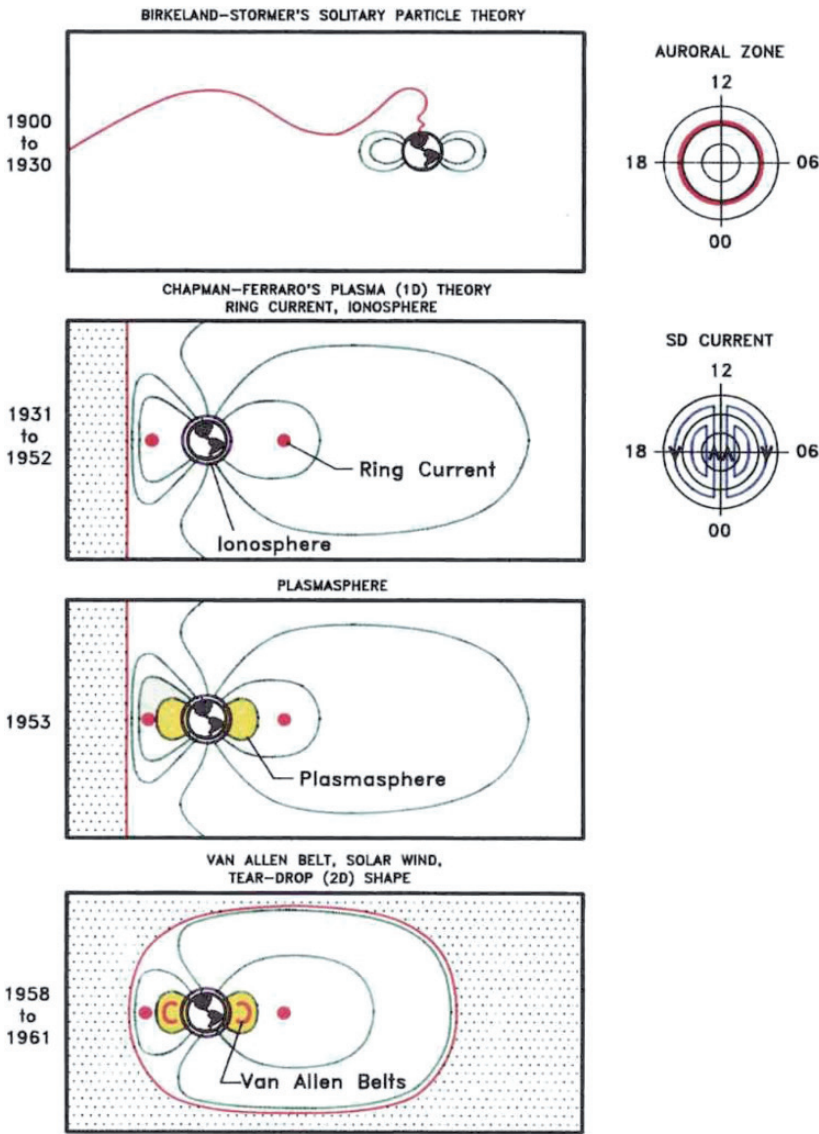 BIRKELAND-STORMER'S SOLITARY PARTICLE THEORY
1900
to
1930
AURORAL ZONE
12
18
06
00
CHAPMAN-FERRARO'S PLASMA (1D) THEORY
RING CURRENT, IONOSPHERE
1931
to
1952
Ring Current
Ionosphere
SD CURRENT
12
18
06
00
PLASMASPHERE
1953
Plasmasphere
VAN ALLEN BELT, SOLAR WIND,
TEAR-DROP (2D) SHAPE
1958
to
1961
Van Allen Belts